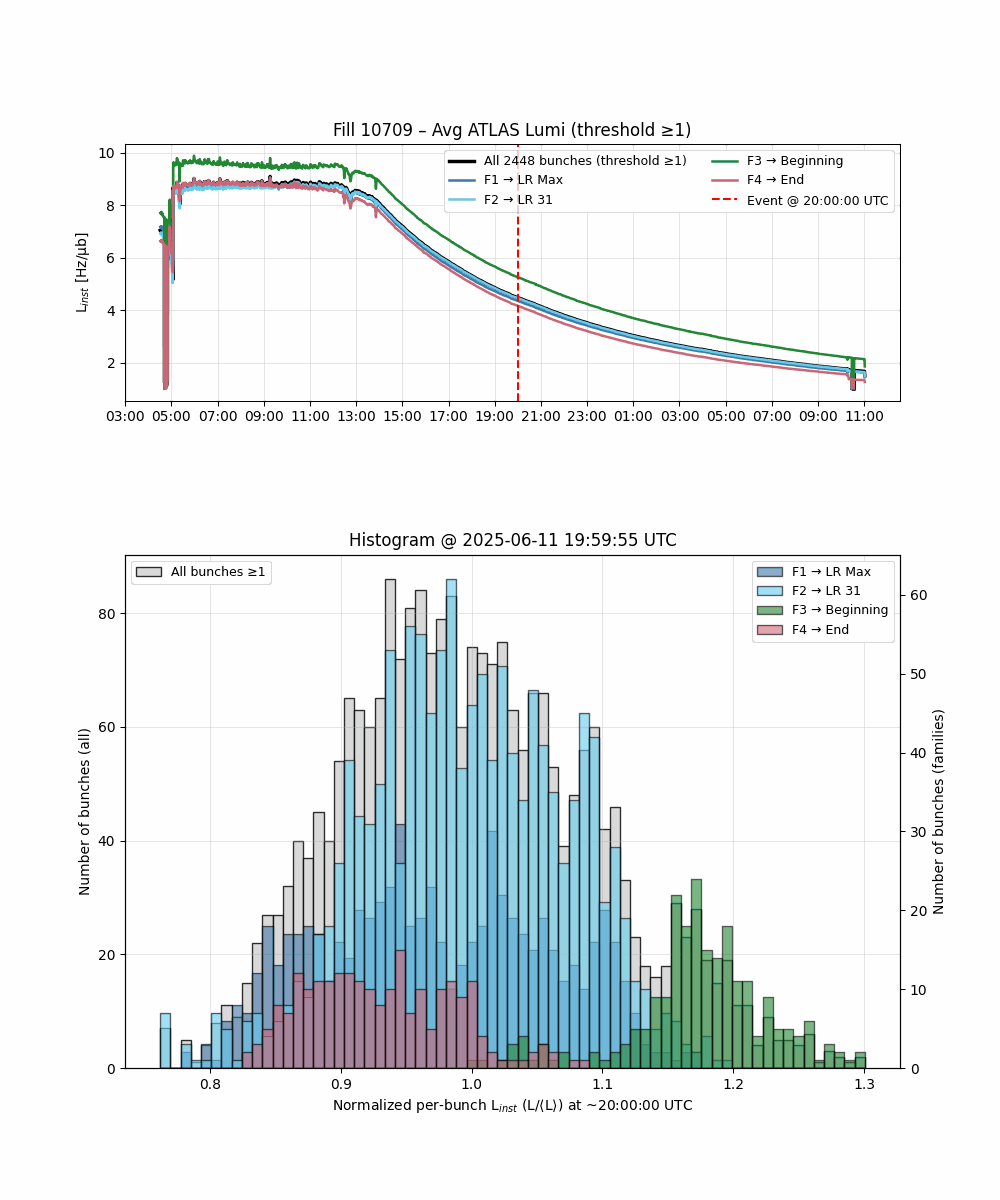 Fill 10709 – Avg ATLAS Lumi (threshold ≥1)
L_inst [Hz/μb]
10
8
6
4
2
All 2448 bunches (threshold ≥1)
F1 → LR Max
F2 → LR 31
F3 → Beginning
F4 → End
Event @ 20:00:00 UTC
03:00 05:00 07:00 09:00 11:00 13:00 15:00 17:00 19:00 21:00 23:00 01:00 03:00 05:00 07:00 09:00 11:00
Histogram @ 2025-06-11 19:59:55 UTC
All bunches ≥1
F1 → LR Max
F2 → LR 31
F3 → Beginning
F4 → End
Number of bunches (all)
80
60
40
20
0
Number of bunches (families)
60
50
40
30
20
10
0
0.8 0.9 1.0 1.1 1.2 1.3
Normalized per-bunch L_inst (L/⟨L⟩) at ~20:00:00 UTC